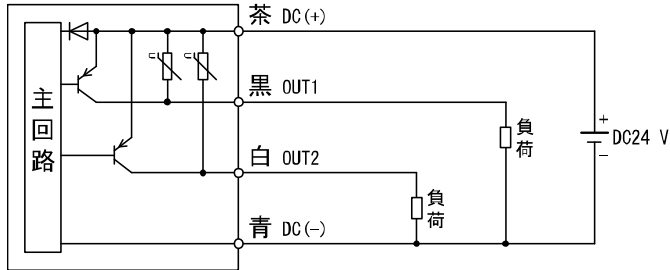 茶 DC(+)
主回路
U
U
黒 OUT1
負荷
+
DC24 V
−
白 OUT2
負荷
青 DC(−)